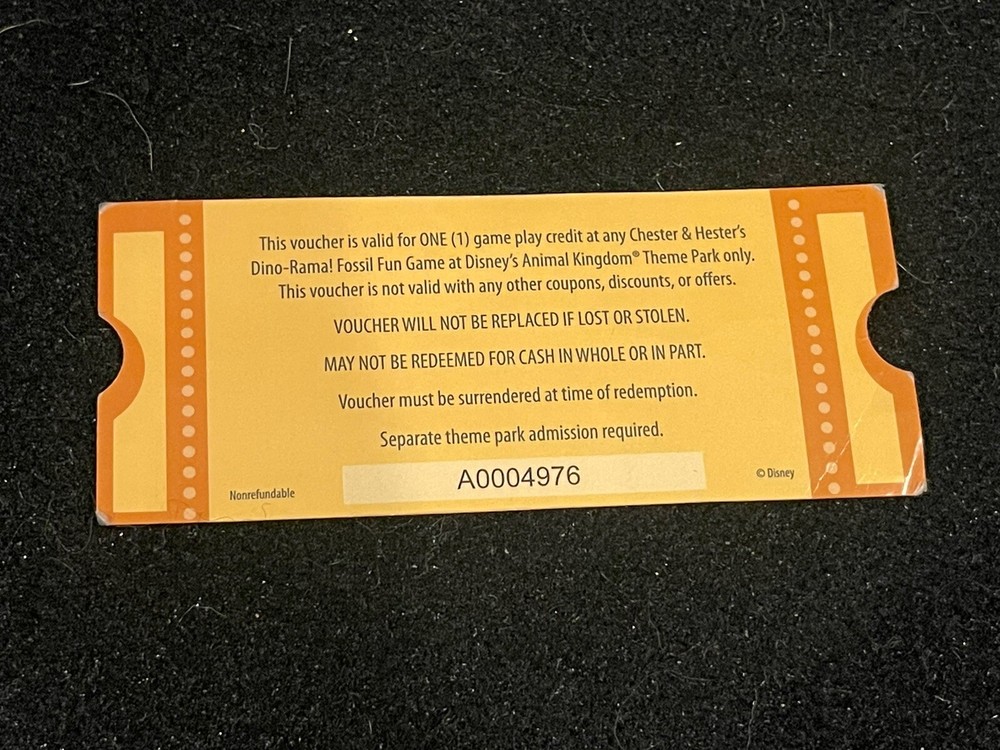 This voucher is valid for ONE (1) game play credit at any Chester & Hester's
Dino-Rama! Fossil Fun Game at Disney's Animal Kingdom® Theme Park only.
This voucher is not valid with any other coupons, discounts, or offers.
VOUCHER WILL NOT BE REPLACED IF LOST OR STOLEN.
MAY NOT BE REDEEMED FOR CASH IN WHOLE OR IN PART.
Voucher must be surrendered at time of redemption.
Separate theme park admission required.
Nonrefundable
A0004976
© Disney